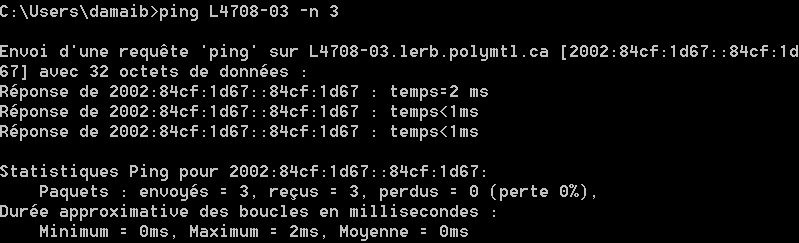 C:\Users\damaib>ping L4708-03 -n 3
Envoi d'une requête 'ping' sur L4708-03.lerb.polymtl.ca [2002:84cf:1d67::84cf:1d
67] avec 32 octets de données :
Réponse de 2002:84cf:1d67::84cf:1d67 : temps=2 ms
Réponse de 2002:84cf:1d67::84cf:1d67 : temps<1ms
Réponse de 2002:84cf:1d67::84cf:1d67 : temps<1ms
Statistiques Ping pour 2002:84cf:1d67::84cf:1d67:
Paquets : envoyés = 3, reçus = 3, perdus = 0 (perte 0%),
Durée approximative des boucles en millisecondes :
Minimum = 0ms, Maximum = 2ms, Moyenne = 0ms